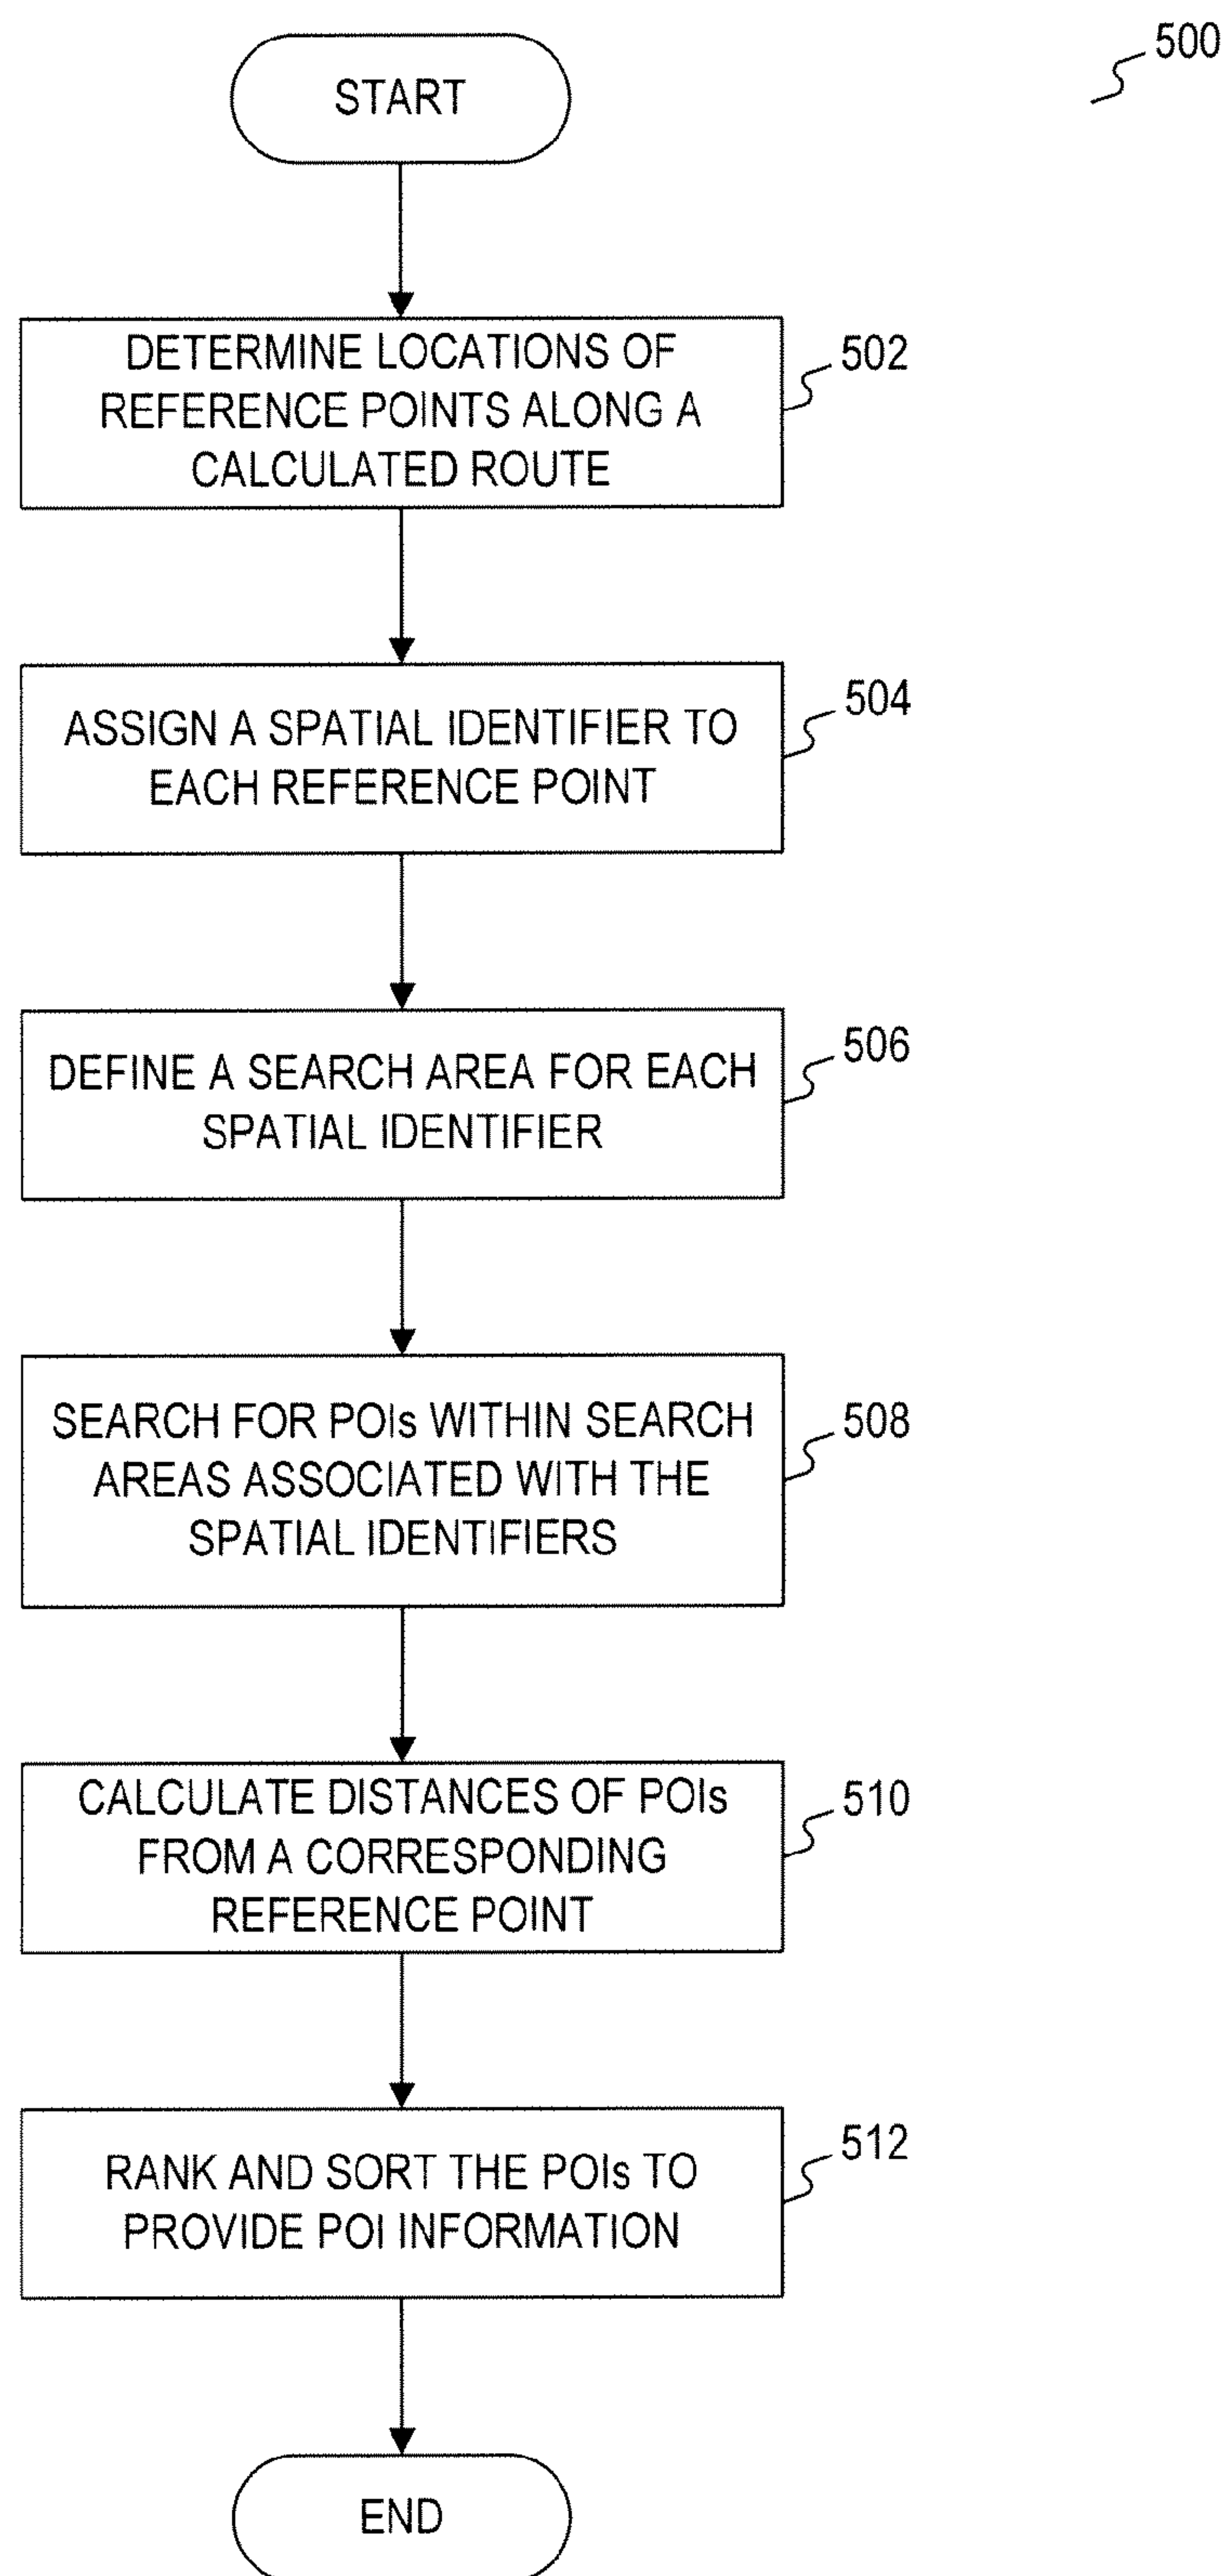 500
START
DETERMINE LOCATIONS OF
REFERENCE POINTS ALONG A
CALCULATED ROUTE
502
ASSIGN A SPATIAL IDENTIFIER TO
EACH REFERENCE POINT
504
DEFINE A SEARCH AREA FOR EACH
SPATIAL IDENTIFIER
506
SEARCH FOR POIs WITHIN SEARCH
AREAS ASSOCIATED WITH THE
SPATIAL IDENTIFIERS
508
CALCULATE DISTANCES OF POIs
FROM A CORRESPONDING
REFERENCE POINT
510
RANK AND SORT THE POIs TO
PROVIDE POI INFORMATION
512
END